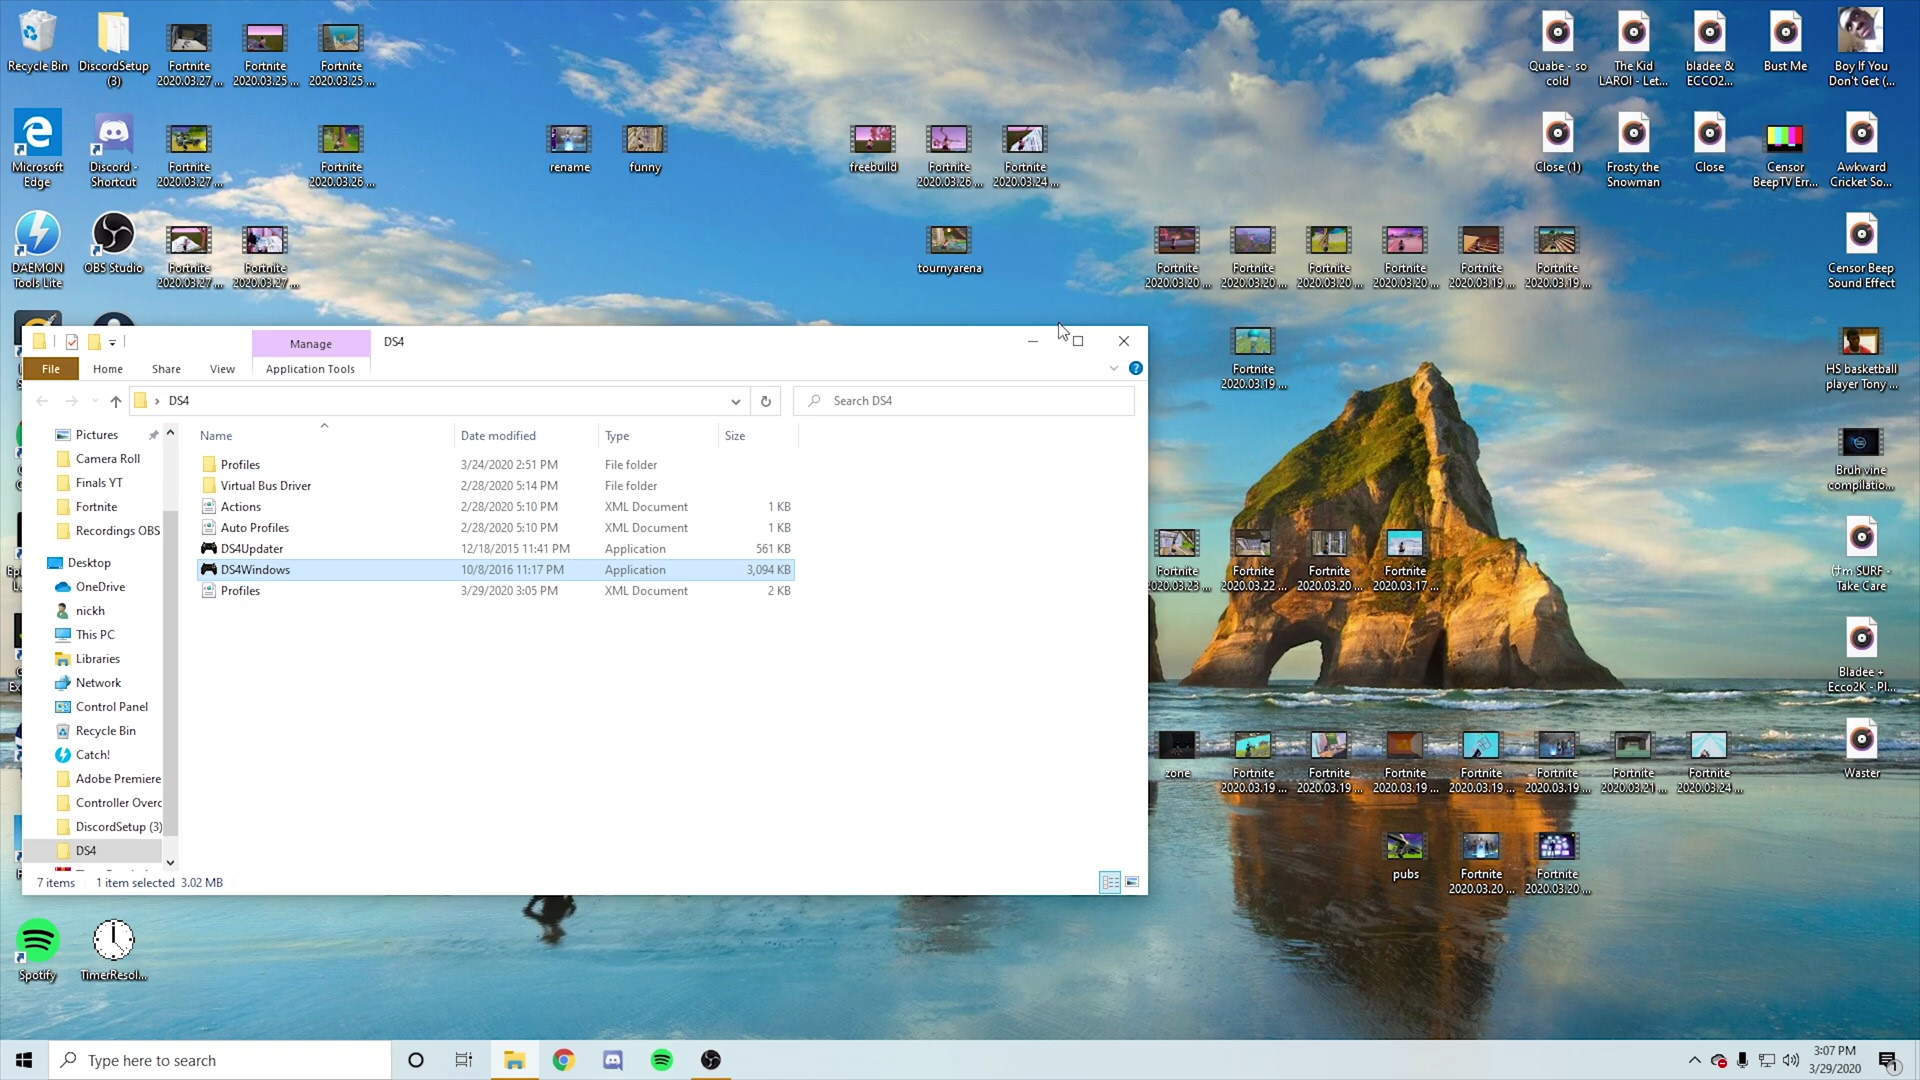 Recycle Bin
DiscordSetup
(3)
Fortnite
2020.03.27 ...
Fortnite
2020.03.25 ...
Fortnite
2020.03.25 ...
Quabe - so
cold
The Kid
LAROI - Let...
bladee &
ECCO2...
Bust Me
Boy If You
Don't Get (...
Microsoft
Edge
Discord -
Shortcut
Fortnite
2020.03.27 ...
Fortnite
2020.03.26 ...
rename
funny
freebuild
Fortnite
2020.03.26 ...
Fortnite
2020.03.24 ...
Close (1)
Frosty the
Snowman
Close
Censor
BeepTV Err...
Awkward
Cricket So...
DAEMON
Tools Lite
OBS Studio
Fortnite
2020.03.27 ...
Fortnite
2020.03.27 ...
tournyarena
Fortnite
2020.03.20 ...
Fortnite
2020.03.20 ...
Fortnite
2020.03.20 ...
Fortnite
2020.03.20 ...
Fortnite
2020.03.19 ...
Fortnite
2020.03.19 ...
Censor Beep
Sound Effect
Manage
DS4
File
Home
Share
View
Application Tools
DS4
Search DS4
Name
Date modified
Type
Size
Profiles 3/24/2020 2:51 PM File folder
Virtual Bus Driver 2/28/2020 5:14 PM File folder
Actions 2/28/2020 5:10 PM XML Document 1 KB
Auto Profiles 2/28/2020 5:10 PM XML Document 1 KB
DS4Updater 12/18/2015 11:41 PM Application 561 KB
DS4Windows 10/8/2016 11:17 PM Application 3,094 KB
Profiles 3/29/2020 3:05 PM XML Document 2 KB
Pictures
Camera Roll
Finals YT
Fortnite
Recordings OBS
Desktop
OneDrive
nickh
This PC
Libraries
Network
Control Panel
Recycle Bin
Catch!
Adobe Premiere
Controller Overc
DiscordSetup (3)
DS4
7 items 1 item selected 3.02 MB
Fortnite
2020.03.19 ...
HS basketball
player Tony ...
Bruh vine
compilatio...
Fortnite
2020.03.23 ...
Fortnite
2020.03.22 ...
Fortnite
2020.03.20 ...
Fortnite
2020.03.17 ...
SURF -
Take Care
Bladee +
Ecco2K - Pl...
zone
Fortnite
2020.03.19 ...
Fortnite
2020.03.19 ...
Fortnite
2020.03.19 ...
Fortnite
2020.03.19 ...
Fortnite
2020.03.19 ...
Fortnite
2020.03.21 ...
Fortnite
2020.03.24 ...
Waster
pubs
Fortnite
2020.03.20 ...
Fortnite
2020.03.20 ...
Spotify
TimerResol...
Type here to search
3:07 PM
3/29/2020
1